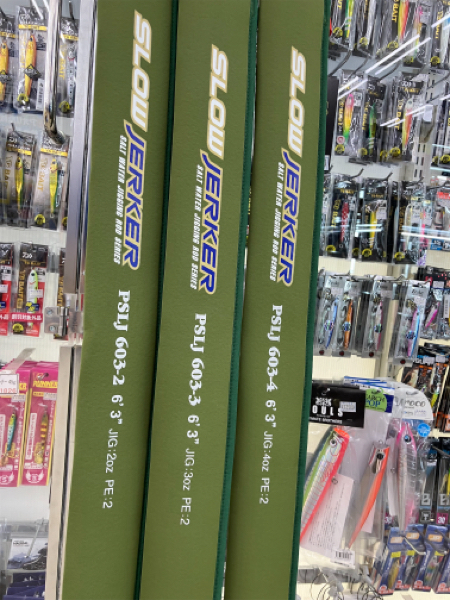 SLOW JERKER
SALT WATER JIGGING ROD SERIES
PSLJ 603-2 6'3"
JIG:2oz PE:2
SLOW JERKER
SALT WATER JIGGING ROD SERIES
PSLJ 603-3 6'3"
JIG:3oz PE:2
SLOW JERKER
SALT WATER JIGGING ROD SERIES
PSLJ 603-4 6'3"
JIG:4oz PE:2